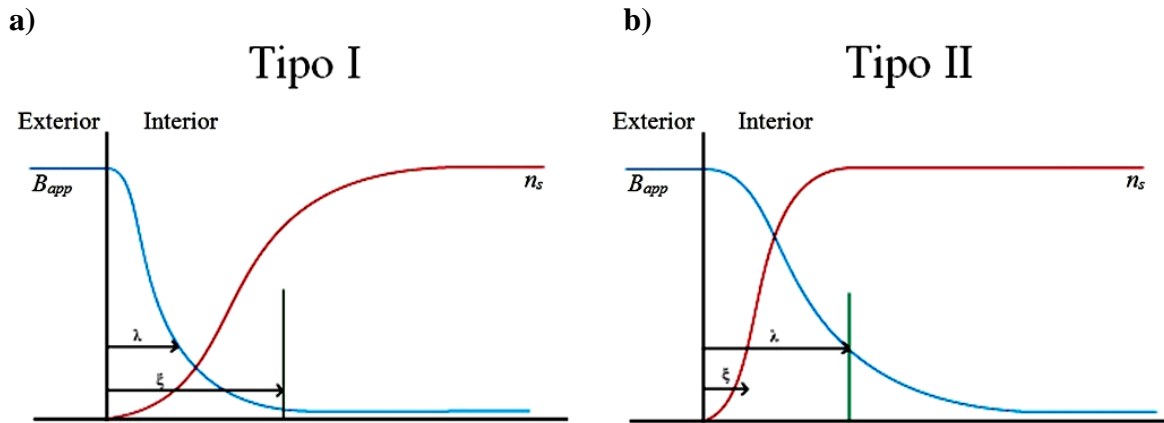 a)
Tipo I
Exterior Interior
B_app
n_s
λ
ξ
b)
Tipo II
Exterior Interior
B_app
n_s
λ
ξ